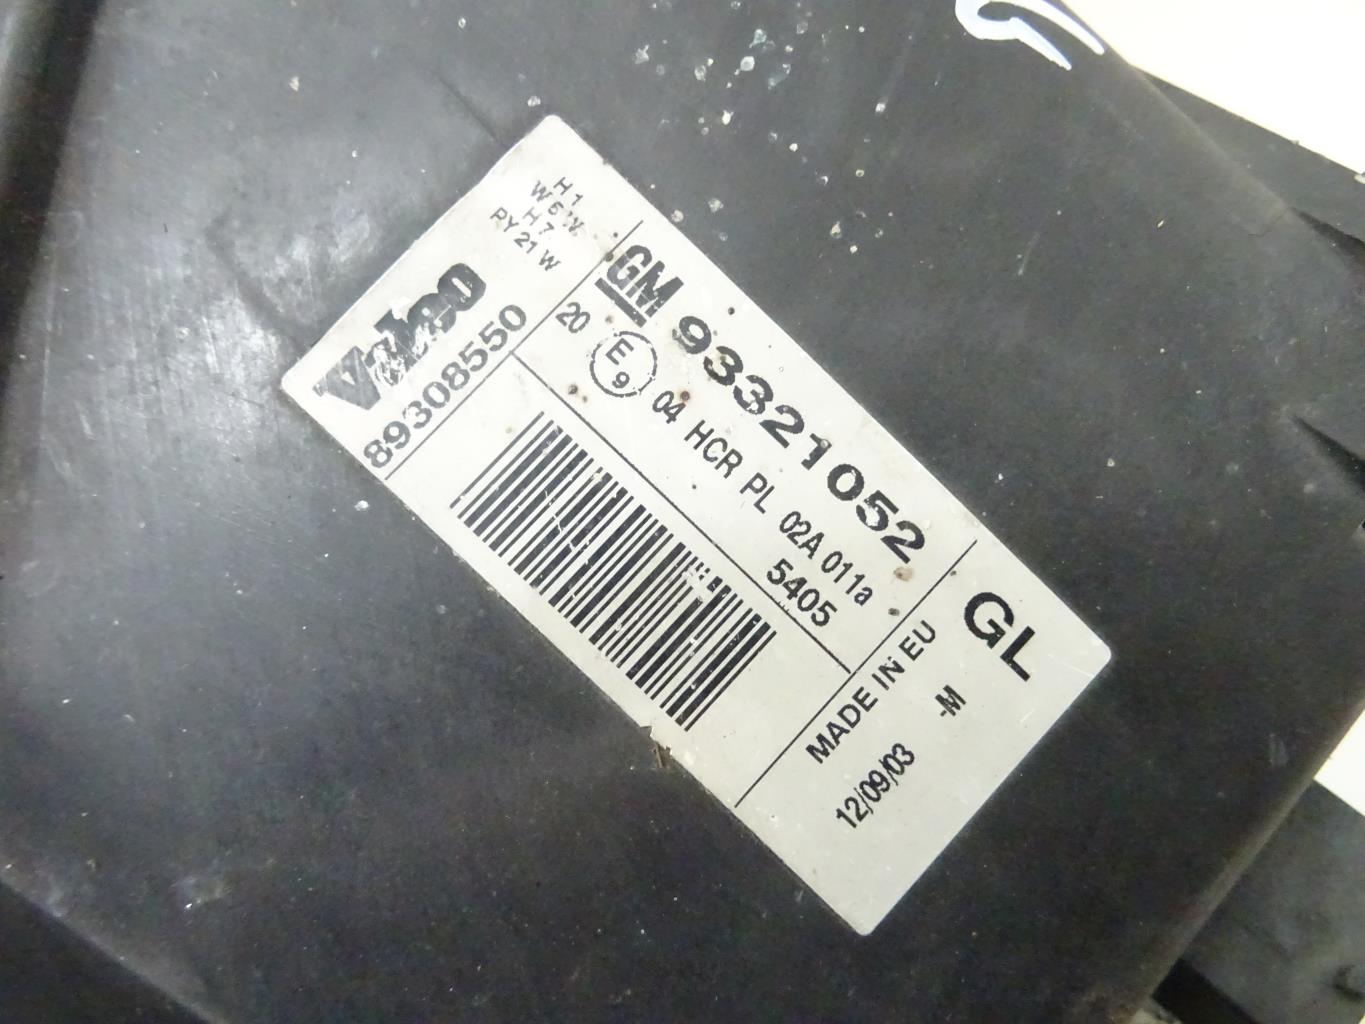 H1
W5W
H7
PY21W
Valeo
89308550
GM 93321052
20 E9 04 HCR PL 02A 011a
5405
GL
MADE IN EU
12/09/03 -M